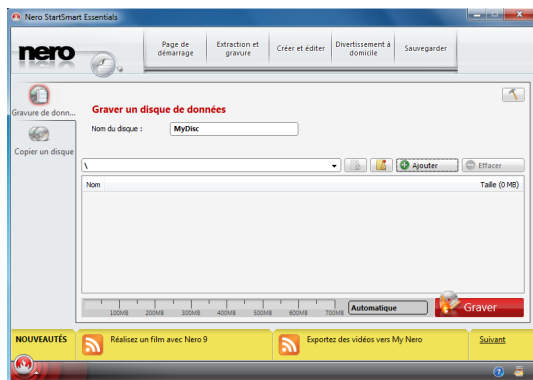 Nero StartSmart Essentials
nero
Page de démarrage
Extraction et gravure
Créer et éditer
Divertissement à domicile
Sauvegarder
Gravure de donn...
Copier un disque
Graver un disque de données
Nom du disque :
MyDisc
\
Ajouter
Effacer
Nom
Taille (0 MB)
100MB 200MB 300MB 400MB 500MB 600MB 700MB
Automatique
Graver
NOUVEAUTÉS
Réalisez un film avec Nero 9
Exportez des vidéos vers My Nero
Suivant